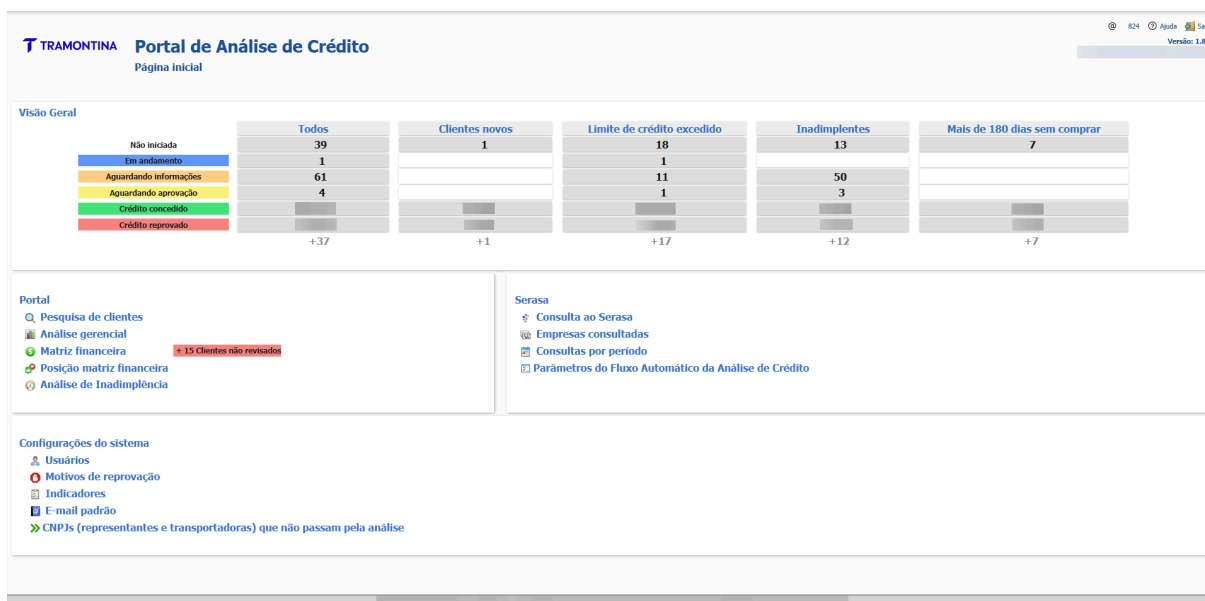 @ 824 Ajuda
TRAMONTINA Portal de Análise de Crédito
Versão: 1.8
Página inicial
Visão Geral
Todos Clientes novos Limite de crédito excedido Inadimplentes Mais de 180 dias sem comprar
Não iniciada 39 1 18 13 7
Em andamento 1 1
Aguardando informações 61 11 50
Aguardando aprovação 4 1 3
Crédito concedido
Crédito reprovado
+37 +1 +17 +12 +7
Portal
Pesquisa de clientes
Análise gerencial
Matriz financeira + 15 Clientes não revisados
Posição matriz financeira
Análise de Inadimplência
Serasa
Consulta ao Serasa
Empresas consultadas
Consultas por período
Parâmetros do Fluxo Automático da Análise de Crédito
Configurações do sistema
Usuários
Motivos de reprovação
Indicadores
E-mail padrão
CNPJs (representantes e transportadoras) que não passam pela análise